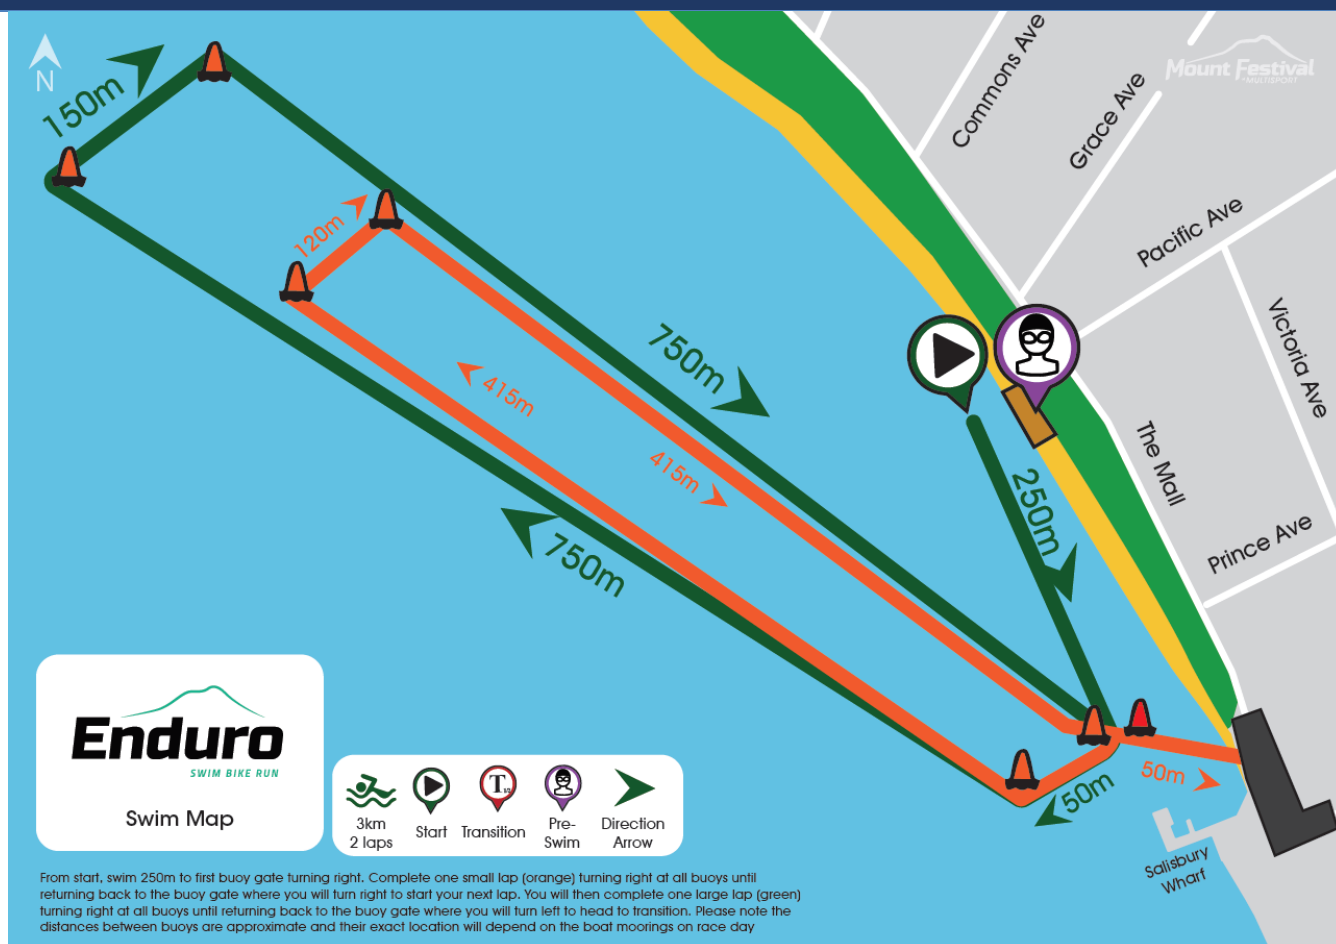 N
150m
120m
415m
415m
750m
750m
250m
50m
50m
Commons Ave
Grace Ave
Pacific Ave
Victoria Ave
The Mall
Prince Ave
Salisbury
Wharf
Mount Festival
MULTISPORT
Enduro
SWIM BIKE RUN
Swim Map
3km
2 laps
Start
T 1/2
Transition
Pre-
Swim
Direction
Arrow
From start, swim 250m to first buoy gate turning right. Complete one small lap (orange) turning right at all buoys until
returning back to the buoy gate where you will turn right to start your next lap. You will then complete one large lap (green)
turning right at all buoys until returning back to the buoy gate where you will turn left to head to transition. Please note the
distances between buoys are approximate and their exact location will depend on the boat moorings on race day